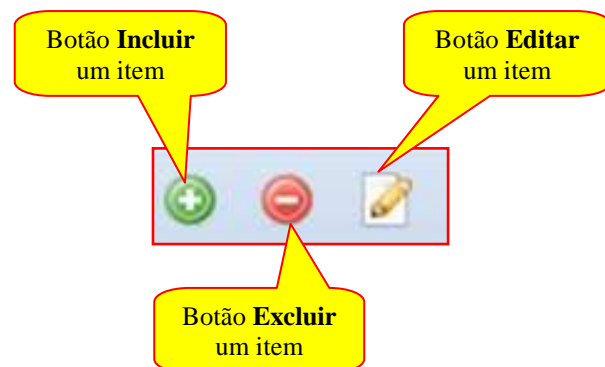 Botão Incluir
um item
Botão Editar
um item
Botão Excluir
um item